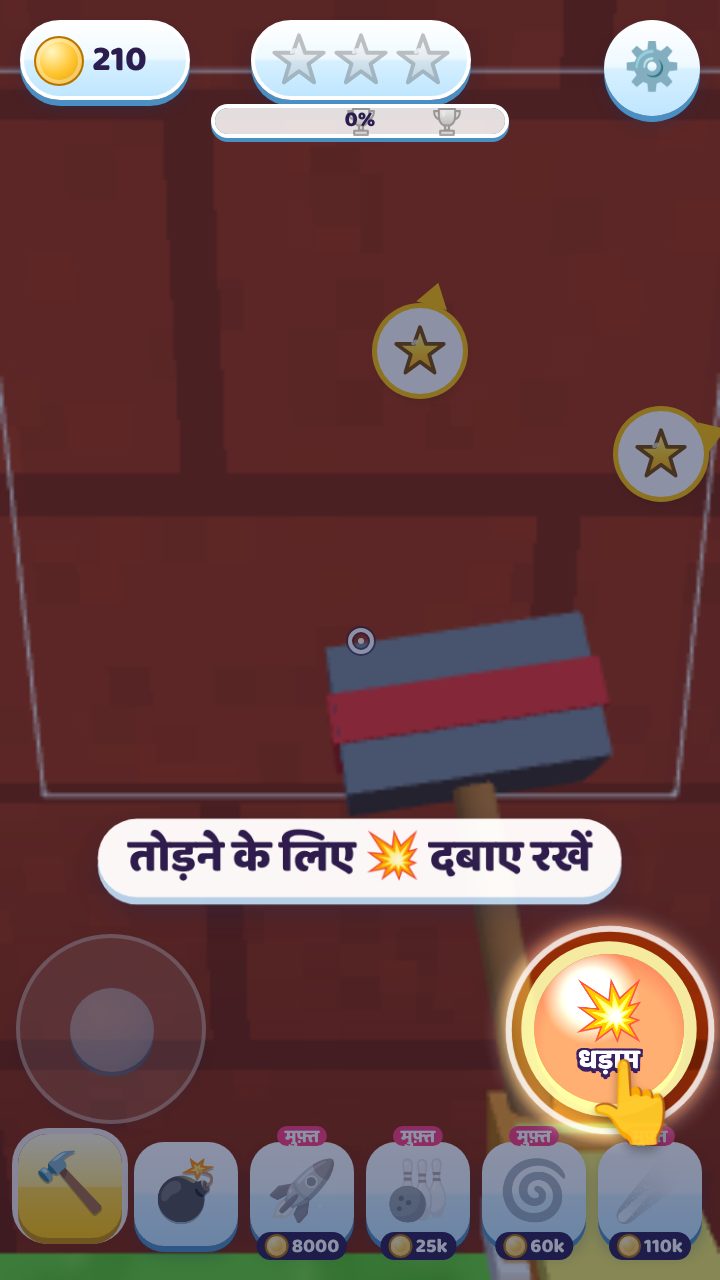 210
0%
तोड़ने के लिए 💥 दबाए रखें
धड़ाम
मुफ़्त मुफ़्त मुफ़्त
8000 25k 60k 110k